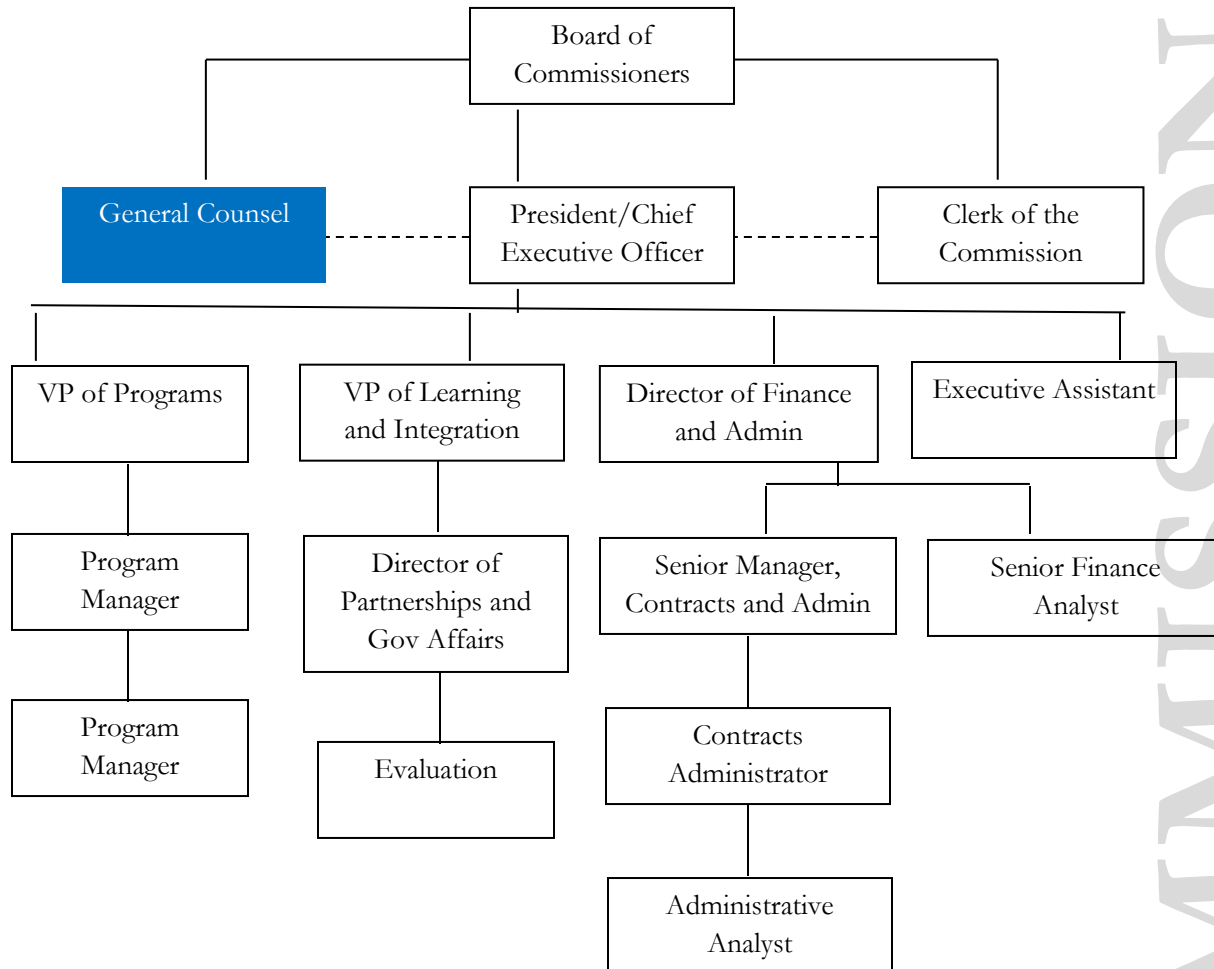 Board of
Commissioners
General Counsel
President/Chief
Executive Officer
Clerk of the
Commission
VP of Programs
VP of Learning
and Integration
Director of Finance
and Admin
Executive Assistant
Program
Manager
Director of
Partnerships and
Gov Affairs
Senior Manager,
Contracts and Admin
Senior Finance
Analyst
Program
Manager
Evaluation
Contracts
Administrator
Administrative
Analyst
MMISSION